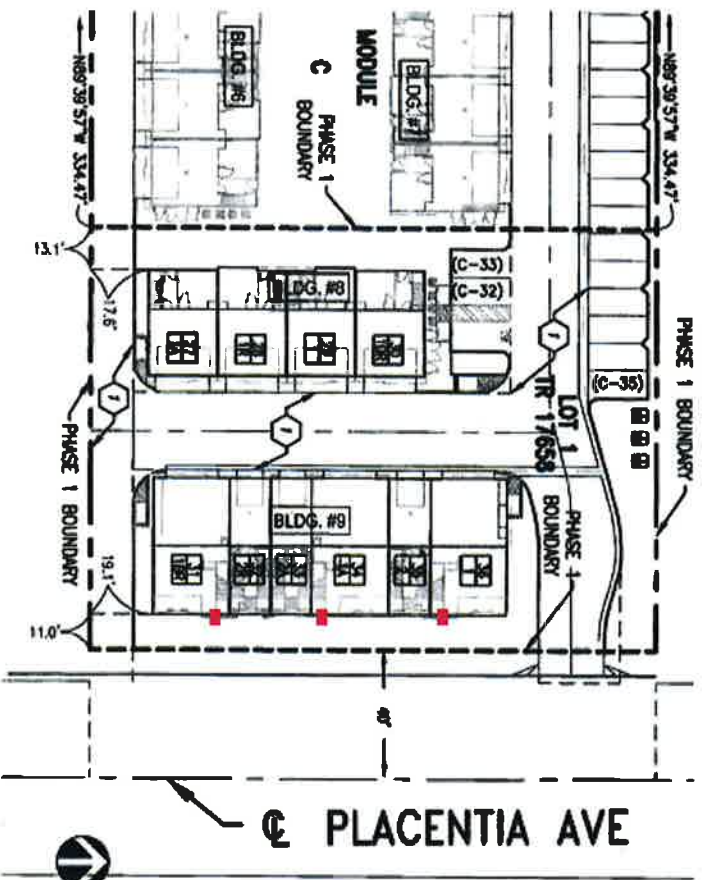 N89°39'57"W 334.47'
BLDG. #6
MODULE
C
BLDG. #7
PHASE 1
BOUNDARY
N89°39'57"W 334.47'
13.1'
17.6'
(C-33)
(C-32)
LDG. #8
1
(C-35)
PHASE 1 BOUNDARY
LOT 1
TR 17658
1
1
PHASE 1 BOUNDARY
BLDG. #9
PHASE 1
BOUNDARY
19.1'
11.0'
40'
℄ PLACENTIA AVE